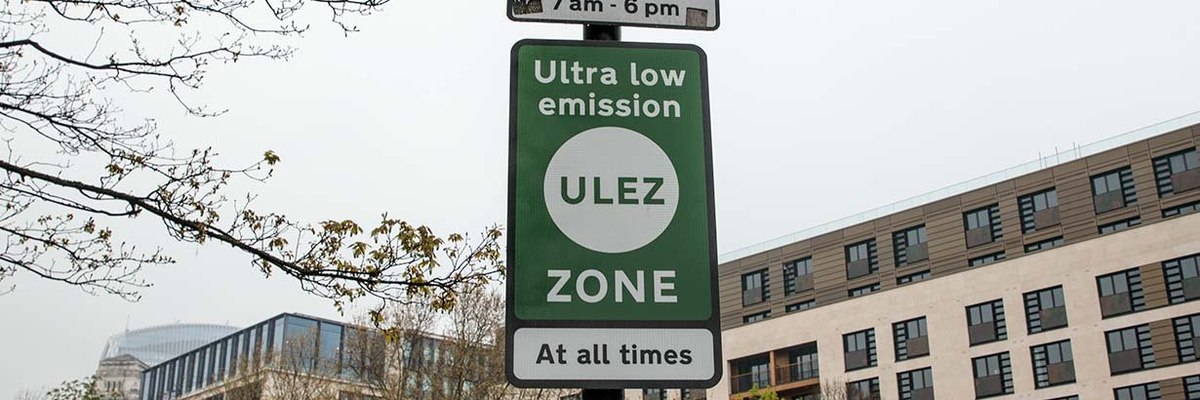 7 am - 6 pm
Ultra low
emission
ULEZ
ZONE
At all times